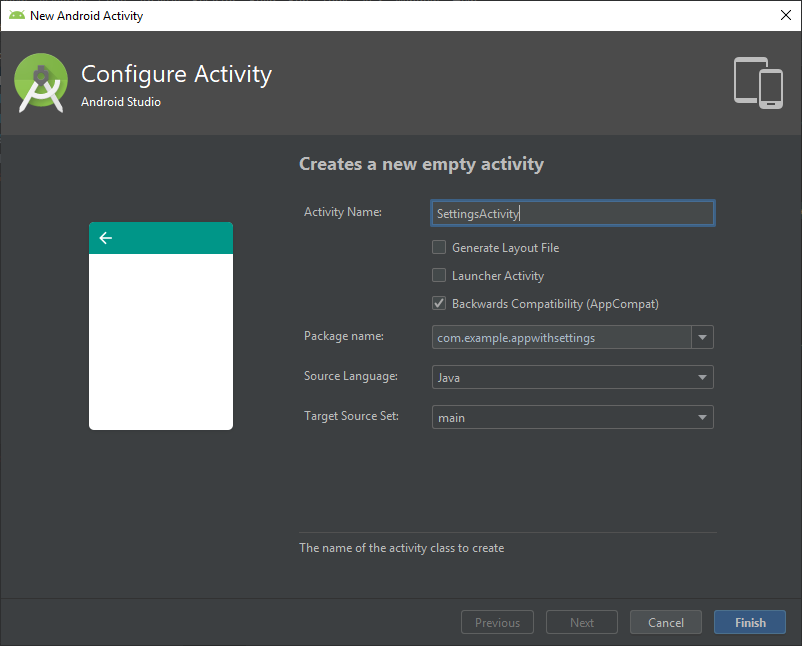 New Android Activity
Configure Activity
Android Studio
Creates a new empty activity
Activity Name:
SettingsActivity
Generate Layout File
Launcher Activity
Backwards Compatibility (AppCompat)
Package name:
com.example.appwithsettings
Source Language:
Java
Target Source Set:
main
The name of the activity class to create
Previous
Next
Cancel
Finish